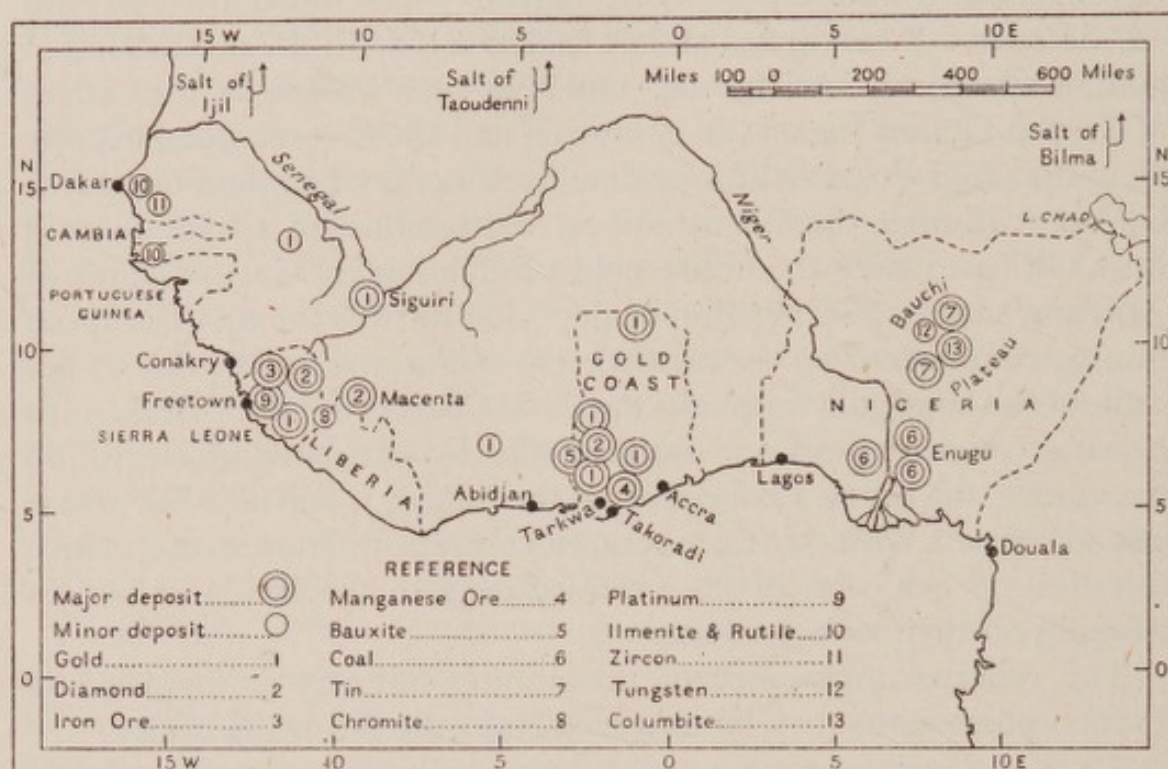 15 W 10 5 0 5 10 E
Salt of
Ijil
Salt of
Taoudenni
Miles 100 0 200 400 600 Miles
Salt of
Bilma
N
N
15
15
Dakar
10
11
Senegal
Niger
L. CHAD
GAMBIA
10
1
PORTUGUESE
GUINEA
1 Siguiri
1
Bauchi
7
12
13
7
Plateau
10
10
Conakry
3
2
GOLD
COAST
Freetown
9
2 Macenta
1
8
NIGERIA
SIERRA LEONE
LIBERIA
1
1
2
5
1
1
4
6
6
6
Enugu
Lagos
5
5
Abidjan
Tarkwa
Takoradi
Accra
Douala
REFERENCE
Major deposit
Minor deposit
Gold 1
Diamond 2
Iron Ore 3
Manganese Ore 4
Bauxite 5
Coal 6
Tin 7
Chromite 8
Platinum 9
Ilmenite & Rutile 10
Zircon 11
Tungsten 12
Columbite 13
0
0
15 W 10 5 0 5 10 E